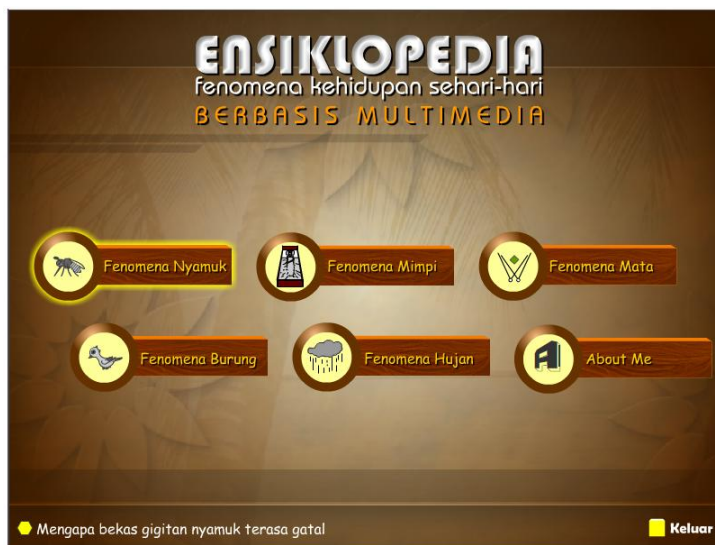 ENSIKLOPEDIA
fenomena kehidupan sehari-hari
BERBASIS MULTIMEDIA
Fenomena Nyamuk
Fenomena Mimpi
Fenomena Mata
Fenomena Burung
Fenomena Hujan
About Me
Mengapa bekas gigitan nyamuk terasa gatal
Keluar